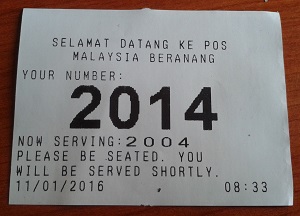 SELAMAT DATANG KE POS
MALAYSIA BERANANG
YOUR NUMBER:
2014
NOW SERVING:2004
PLEASE BE SEATED. YOU
WILL BE SERVED SHORTLY.
11/01/2016 08:33